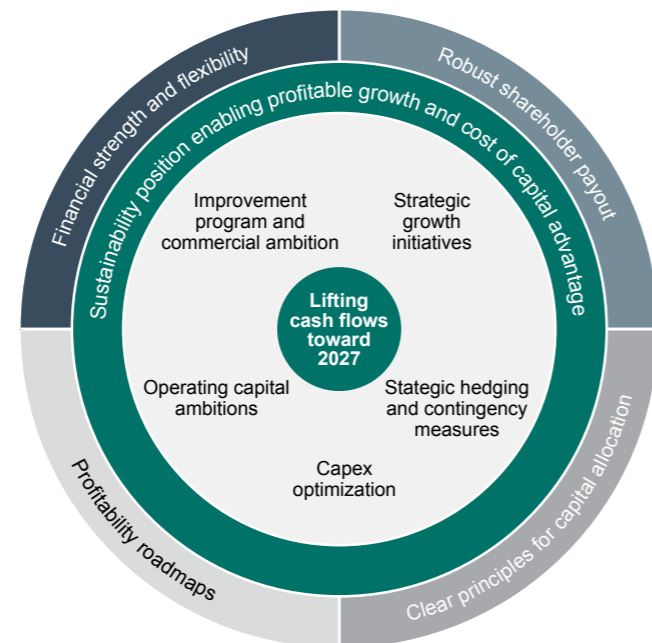 Financial strength and flexibility
Robust shareholder payout
Sustainability position enabling profitable growth and cost of capital advantage
Improvement
program and
commercial ambition
Strategic
growth
initiatives
Lifting
cash flows
toward
2027
Operating capital
ambitions
Stategic hedging
and contingency
measures
Capex
optimization
Profitability roadmaps
Clear principles for capital allocation